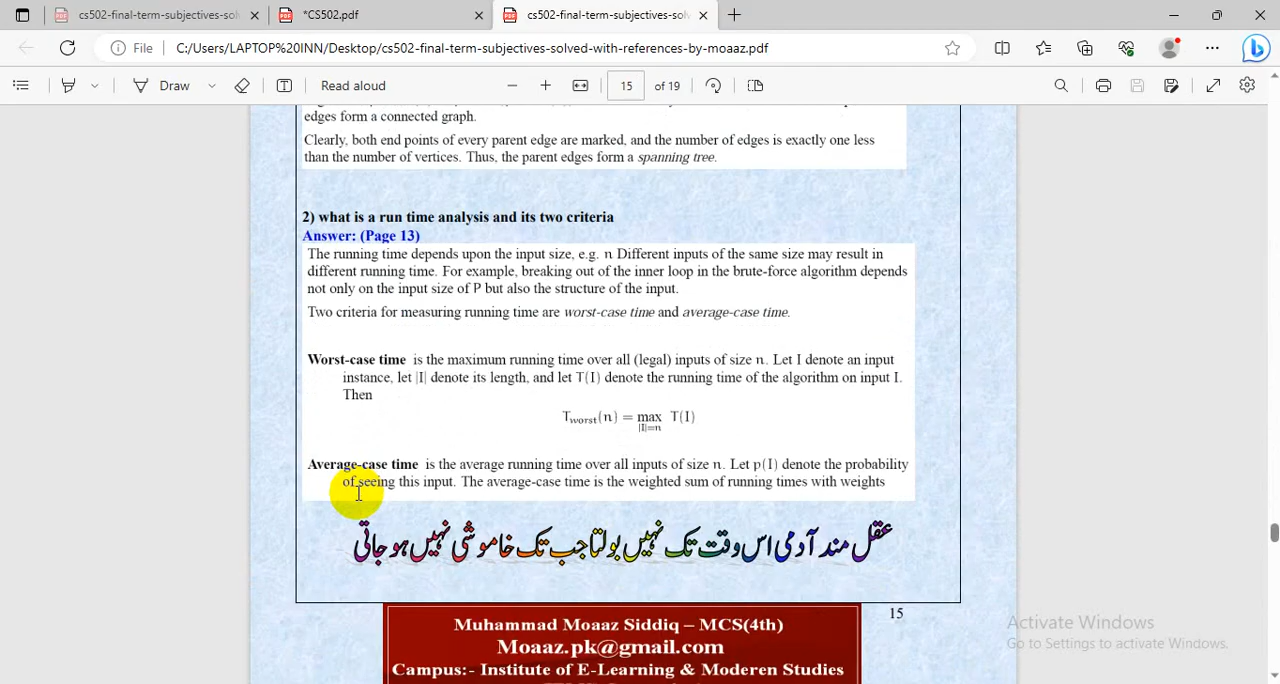 cs502-final-term-subjectives-sol
*CS502.pdf
cs502-final-term-subjectives-solv
File
C:/Users/LAPTOP%20INN/Desktop/cs502-final-term-subjectives-solved-with-references-by-moaaz.pdf
Draw
Read aloud
15
of 19
edges form a connected graph.
Clearly, both end points of every parent edge are marked, and the number of edges is exactly one less
than the number of vertices. Thus, the parent edges form a spanning tree.
2) what is a run time analysis and its two criteria
Answer: (Page 13)
The running time depends upon the input size, e.g. n Different inputs of the same size may result in
different running time. For example, breaking out of the inner loop in the brute-force algorithm depends
not only on the input size of P but also the structure of the input.
Two criteria for measuring running time are worst-case time and average-case time.
Worst-case time is the maximum running time over all (legal) inputs of size n. Let I denote an input
instance, let |I| denote its length, and let T(I) denote the running time of the algorithm on input I.
Then
Tworst(n) = max T(I)
|I|=n
Average-case time is the average running time over all inputs of size n. Let p(I) denote the probability
of seeing this input. The average-case time is the weighted sum of running times with weights
عقل مند آدمی اس وقت تک نہیں بولتا جب تک خاموشی نہیں ہو جاتی
15
Muhammad Moaaz Siddiq – MCS(4th)
Moaaz.pk@gmail.com
Campus:- Institute of E-Learning & Moderen Studies
Activate Windows
Go to Settings to activate Windows.